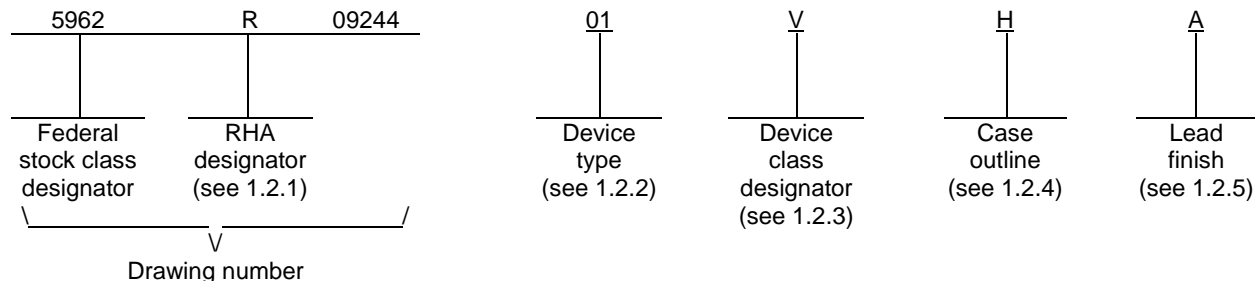 5962 R 09244 01 V H A
Federal stock class designator
RHA designator (see 1.2.1)
Device type (see 1.2.2)
Device class designator (see 1.2.3)
Case outline (see 1.2.4)
Lead finish (see 1.2.5)
Drawing number